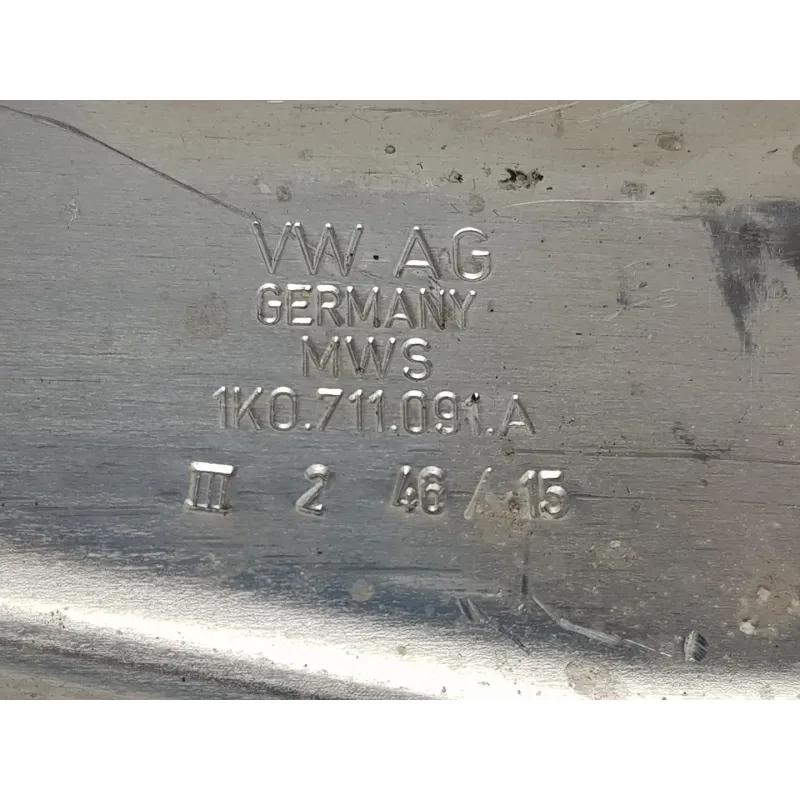 VW AG
GERMANY
MWS
1K0.711.091.A
III 2 46/15